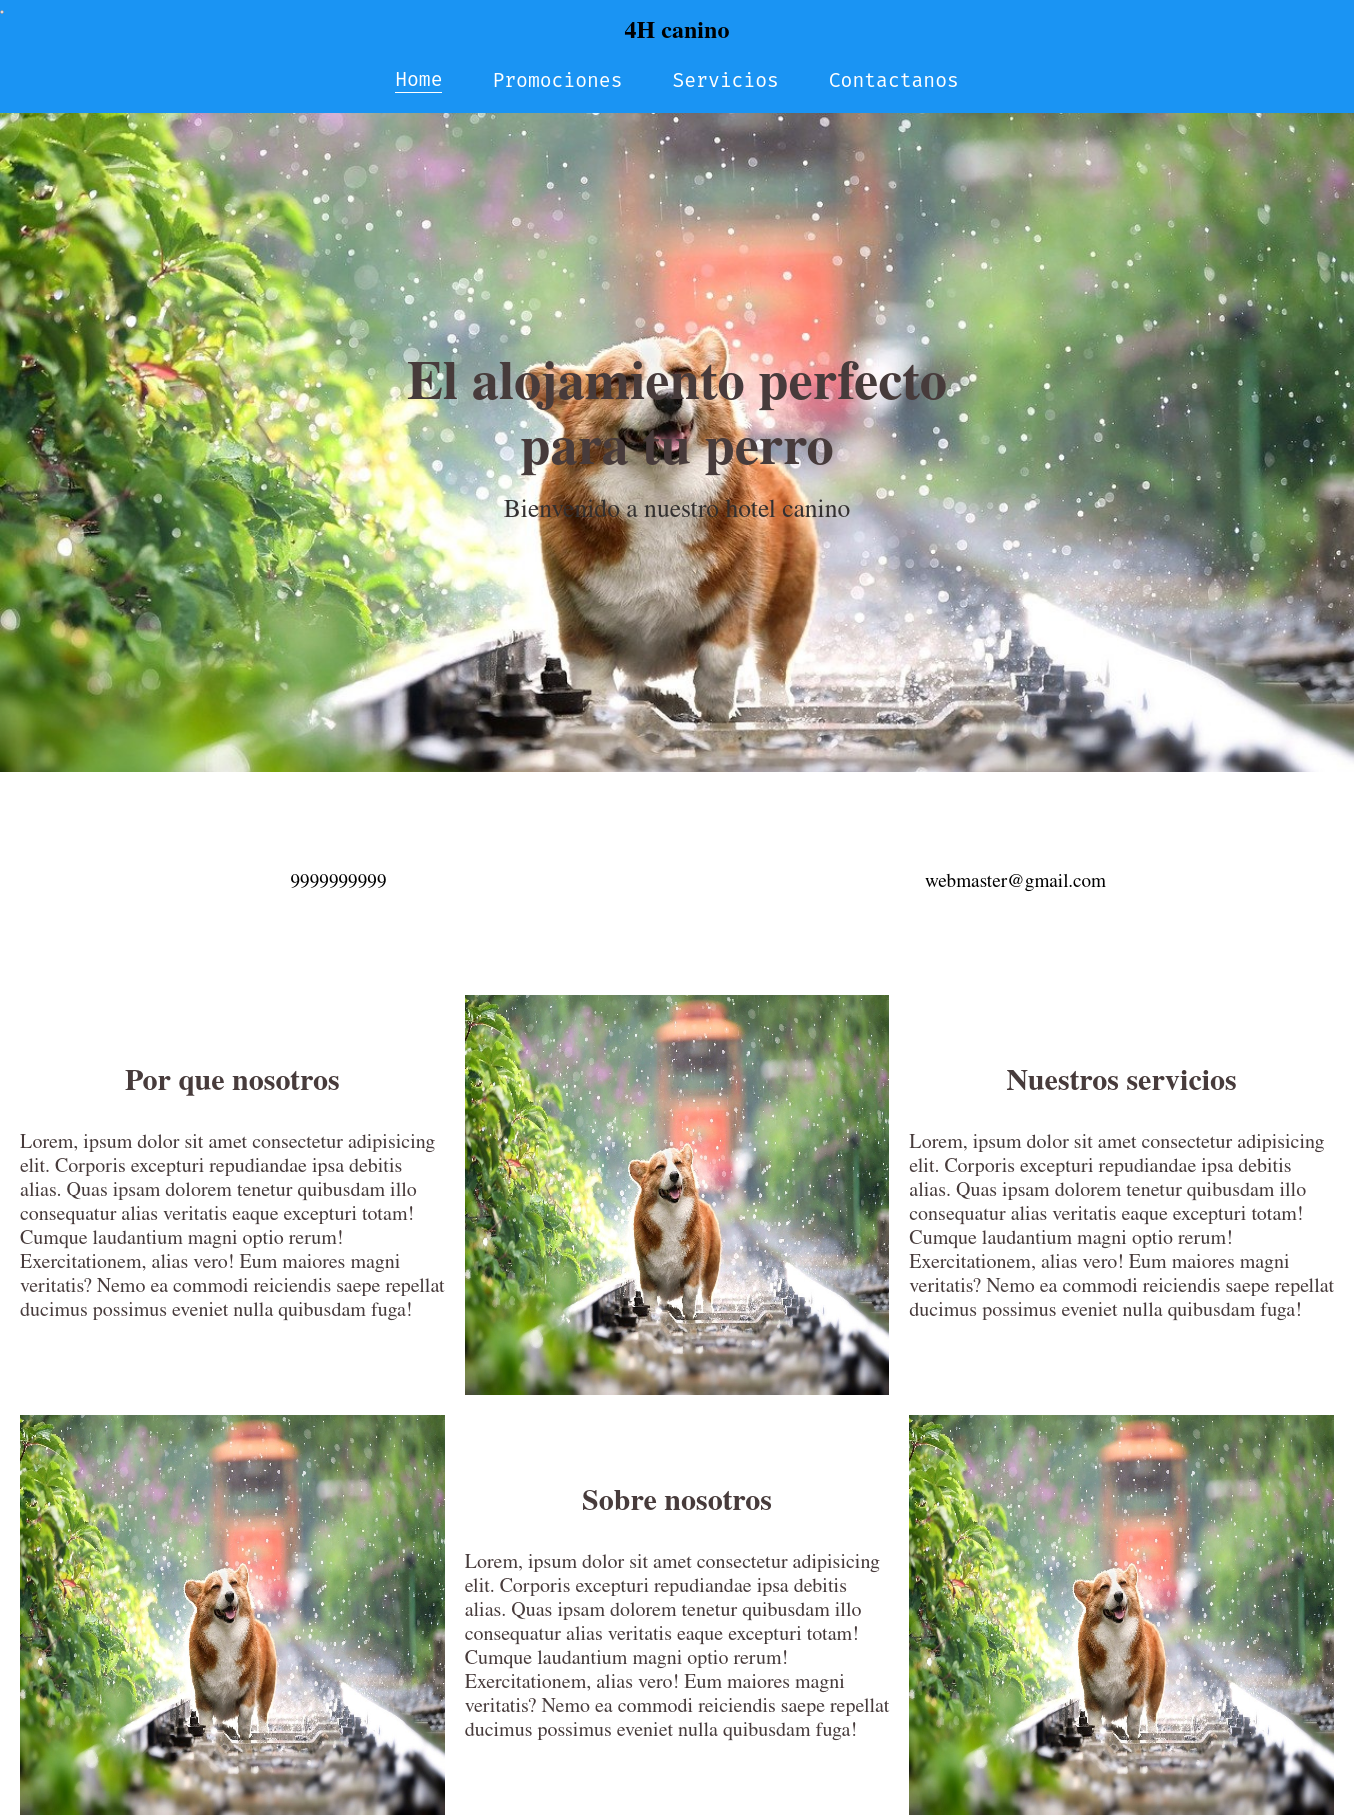 4H canino
Home Promociones Servicios Contactanos
El alojamiento perfecto
para tu perro
Bienvenido a nuestro hotel canino
9999999999 webmaster@gmail.com
Por que nosotros
Lorem, ipsum dolor sit amet consectetur adipisicing
elit. Corporis excepturi repudiandae ipsa debitis
alias. Quas ipsam dolorem tenetur quibusdam illo
consequatur alias veritatis eaque excepturi totam!
Cumque laudantium magni optio rerum!
Exercitationem, alias vero! Eum maiores magni
veritatis? Nemo ea commodi reiciendis saepe repellat
ducimus possimus eveniet nulla quibusdam fuga!
Nuestros servicios
Lorem, ipsum dolor sit amet consectetur adipisicing
elit. Corporis excepturi repudiandae ipsa debitis
alias. Quas ipsam dolorem tenetur quibusdam illo
consequatur alias veritatis eaque excepturi totam!
Cumque laudantium magni optio rerum!
Exercitationem, alias vero! Eum maiores magni
veritatis? Nemo ea commodi reiciendis saepe repellat
ducimus possimus eveniet nulla quibusdam fuga!
Sobre nosotros
Lorem, ipsum dolor sit amet consectetur adipisicing
elit. Corporis excepturi repudiandae ipsa debitis
alias. Quas ipsam dolorem tenetur quibusdam illo
consequatur alias veritatis eaque excepturi totam!
Cumque laudantium magni optio rerum!
Exercitationem, alias vero! Eum maiores magni
veritatis? Nemo ea commodi reiciendis saepe repellat
ducimus possimus eveniet nulla quibusdam fuga!